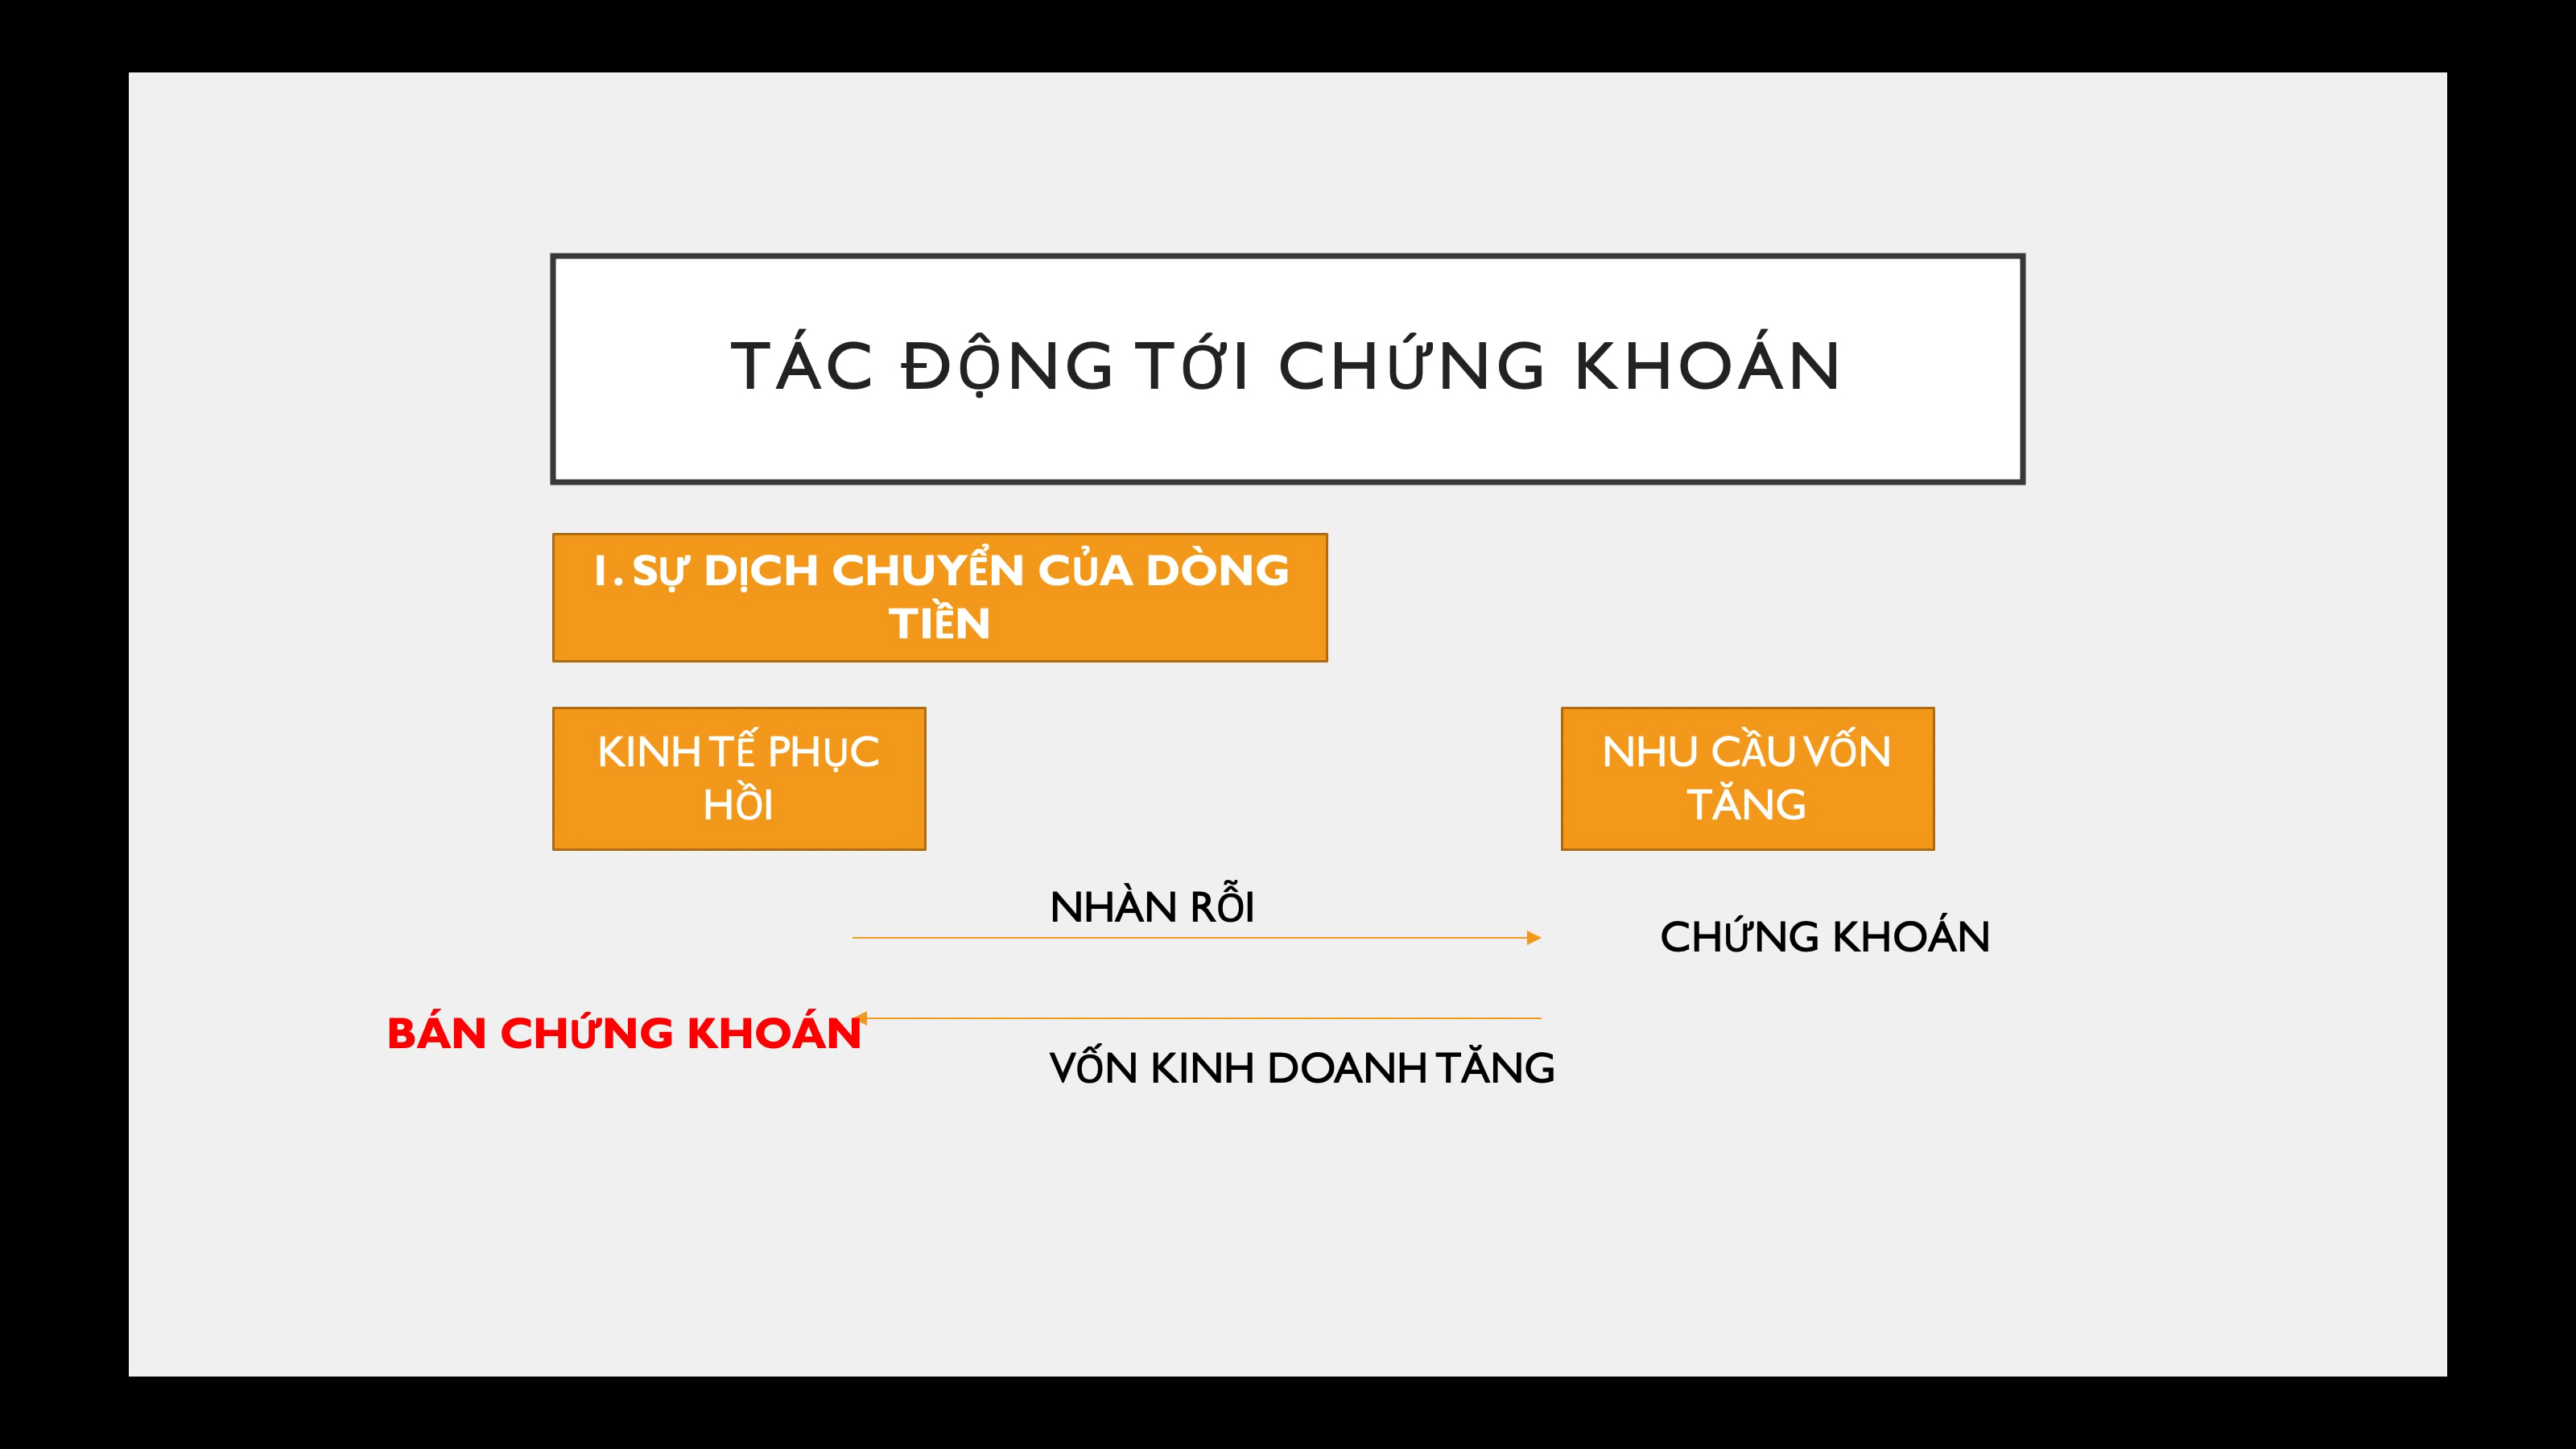 TÁC ĐỘNG TỚI CHỨNG KHOÁN
1. SỰ DỊCH CHUYỂN CỦA DÒNG
TIỀN
KINH TẾ PHỤC
HỒI
NHU CẦU VỐN
TĂNG
NHÀN RỖI
CHỨNG KHOÁN
BÁN CHỨNG KHOÁN
VỐN KINH DOANH TĂNG